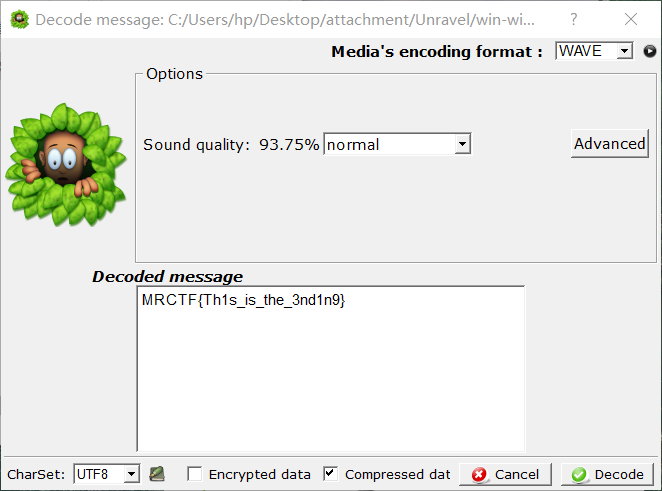 Decode message: C:/Users/hp/Desktop/attachment/Unravel/win-wi...
?
Media's encoding format :
WAVE
Options
Sound quality: 93.75%
normal
Advanced
Decoded message
MRCTF{Th1s_is_the_3nd1n9}
CharSet:
UTF8
Encrypted data
Compressed dat
Cancel
Decode